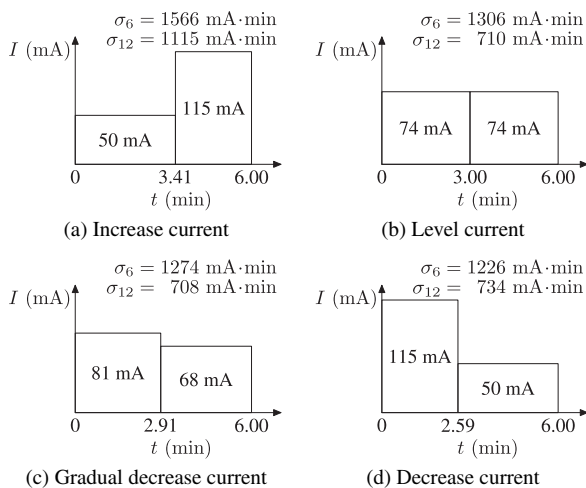 σ₆ = 1566 mA·min
σ₁₂ = 1115 mA·min
I (mA)
115 mA
50 mA
0 3.41 6.00
t (min)
(a) Increase current
σ₆ = 1306 mA·min
σ₁₂ = 710 mA·min
I (mA)
74 mA 74 mA
0 3.00 6.00
t (min)
(b) Level current
σ₆ = 1274 mA·min
σ₁₂ = 708 mA·min
I (mA)
81 mA 68 mA
0 2.91 6.00
t (min)
(c) Gradual decrease current
σ₆ = 1226 mA·min
σ₁₂ = 734 mA·min
I (mA)
115 mA
50 mA
0 2.59 6.00
t (min)
(d) Decrease current